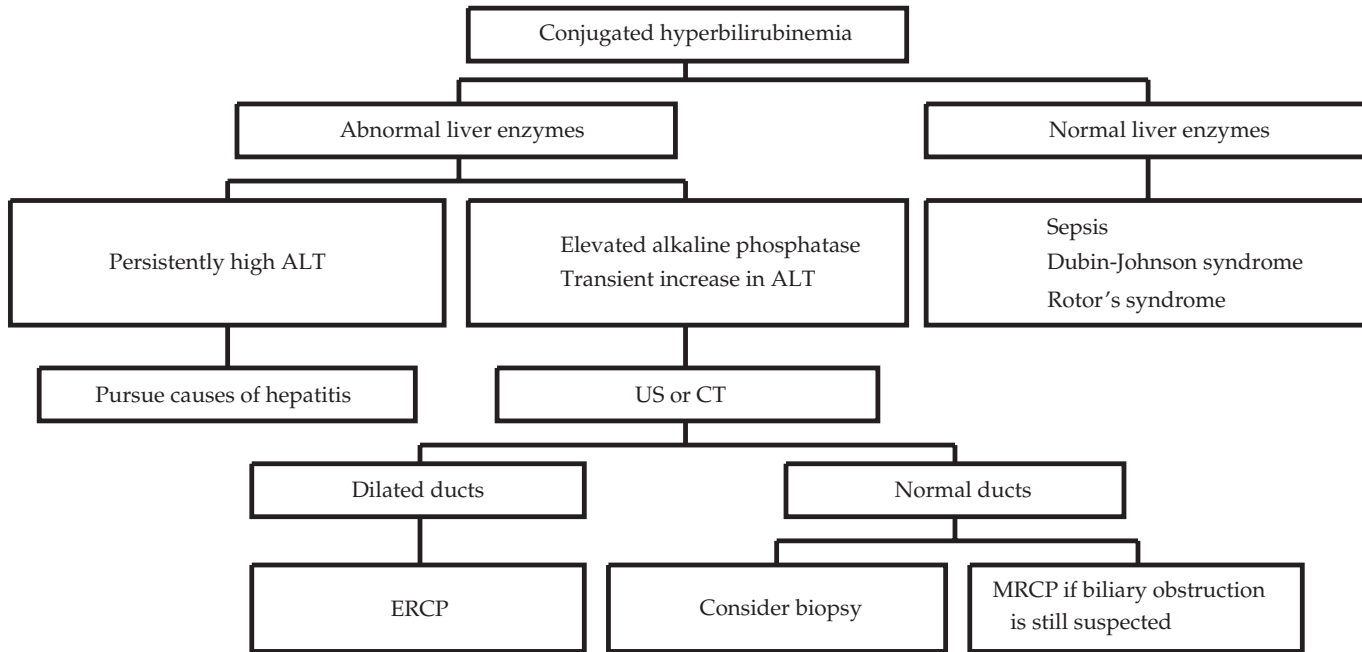 Conjugated hyperbilirubinemia
Abnormal liver enzymes
Normal liver enzymes
Persistently high ALT
Elevated alkaline phosphatase
Transient increase in ALT
Sepsis
Dubin-Johnson syndrome
Rotor’s syndrome
Pursue causes of hepatitis
US or CT
Dilated ducts
Normal ducts
ERCP
Consider biopsy
MRCP if biliary obstruction
is still suspected